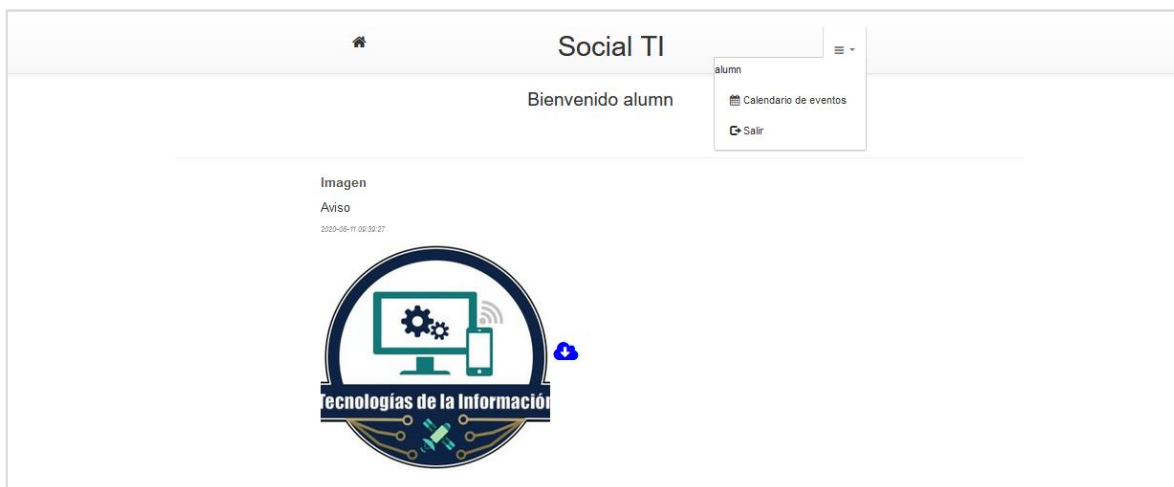 Social TI
alumn
Calendario de eventos
Salir
Bienvenido alumn
Imagen
Aviso
2020-06-11 09:39:27
Tecnologías de la Información